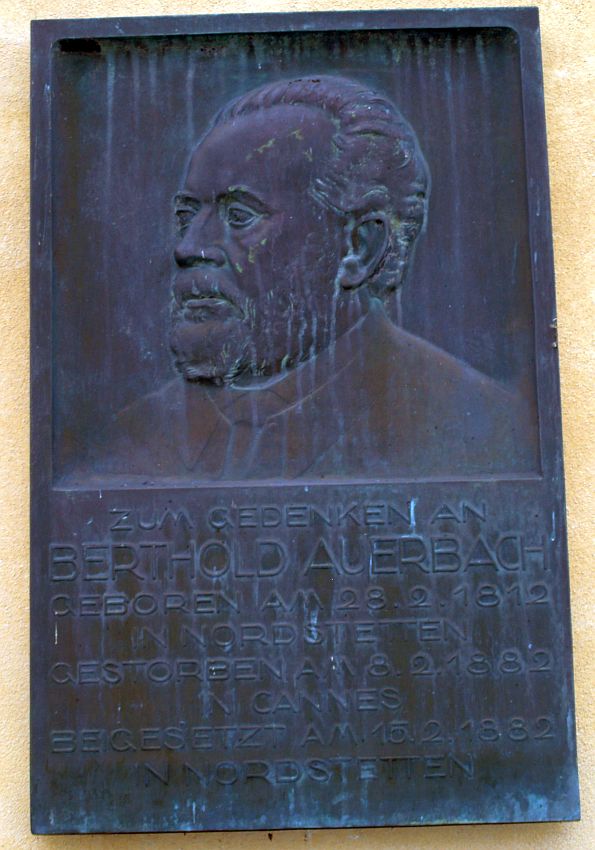 ZUM GEDENKEN AN
BERTHOLD AUERBACH
GEBOREN AM 28.2.1812
IN NORDSTETTEN
GESTORBEN AM 8.2.1882
IN CANNES
BEIGESETZT AM 15.2.1882
IN NORDSTETTEN